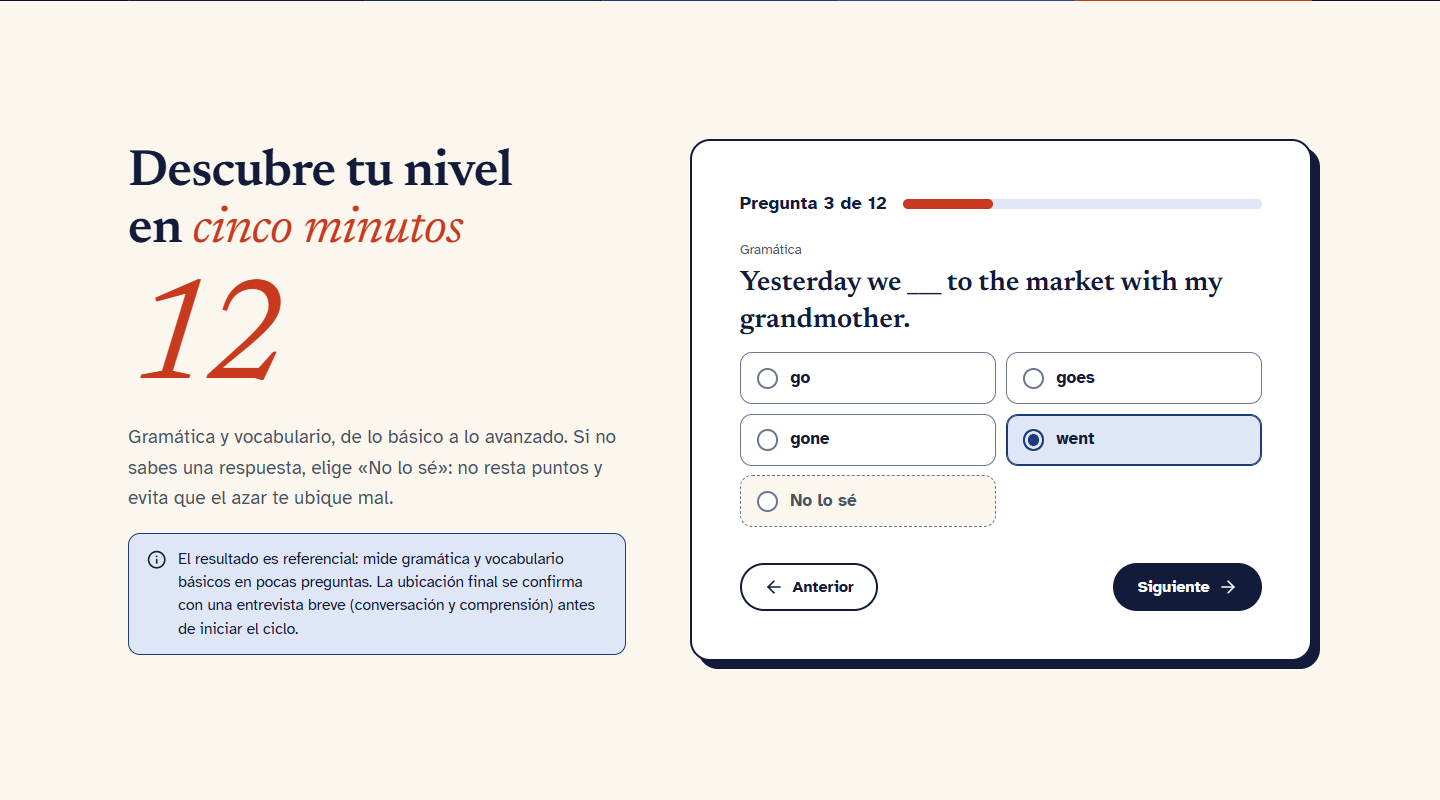 Descubre tu nivel
en cinco minutos
12
Gramática y vocabulario, de lo básico a lo avanzado. Si no
sabes una respuesta, elige «No lo sé»: no resta puntos y
evita que el azar te ubique mal.
El resultado es referencial: mide gramática y vocabulario
básicos en pocas preguntas. La ubicación final se confirma
con una entrevista breve (conversación y comprensión) antes
de iniciar el ciclo.
Pregunta 3 de 12
Gramática
Yesterday we ___ to the market with my
grandmother.
go
goes
gone
went
No lo sé
Anterior
Siguiente